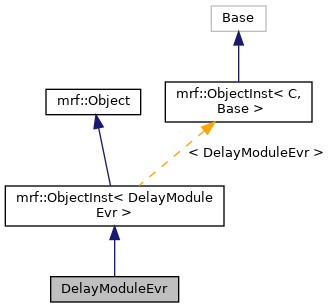 Base
mrf::ObjectInst< C,
Base >
mrf::Object
< DelayModuleEvr >
mrf::ObjectInst< DelayModule
Evr >
DelayModuleEvr